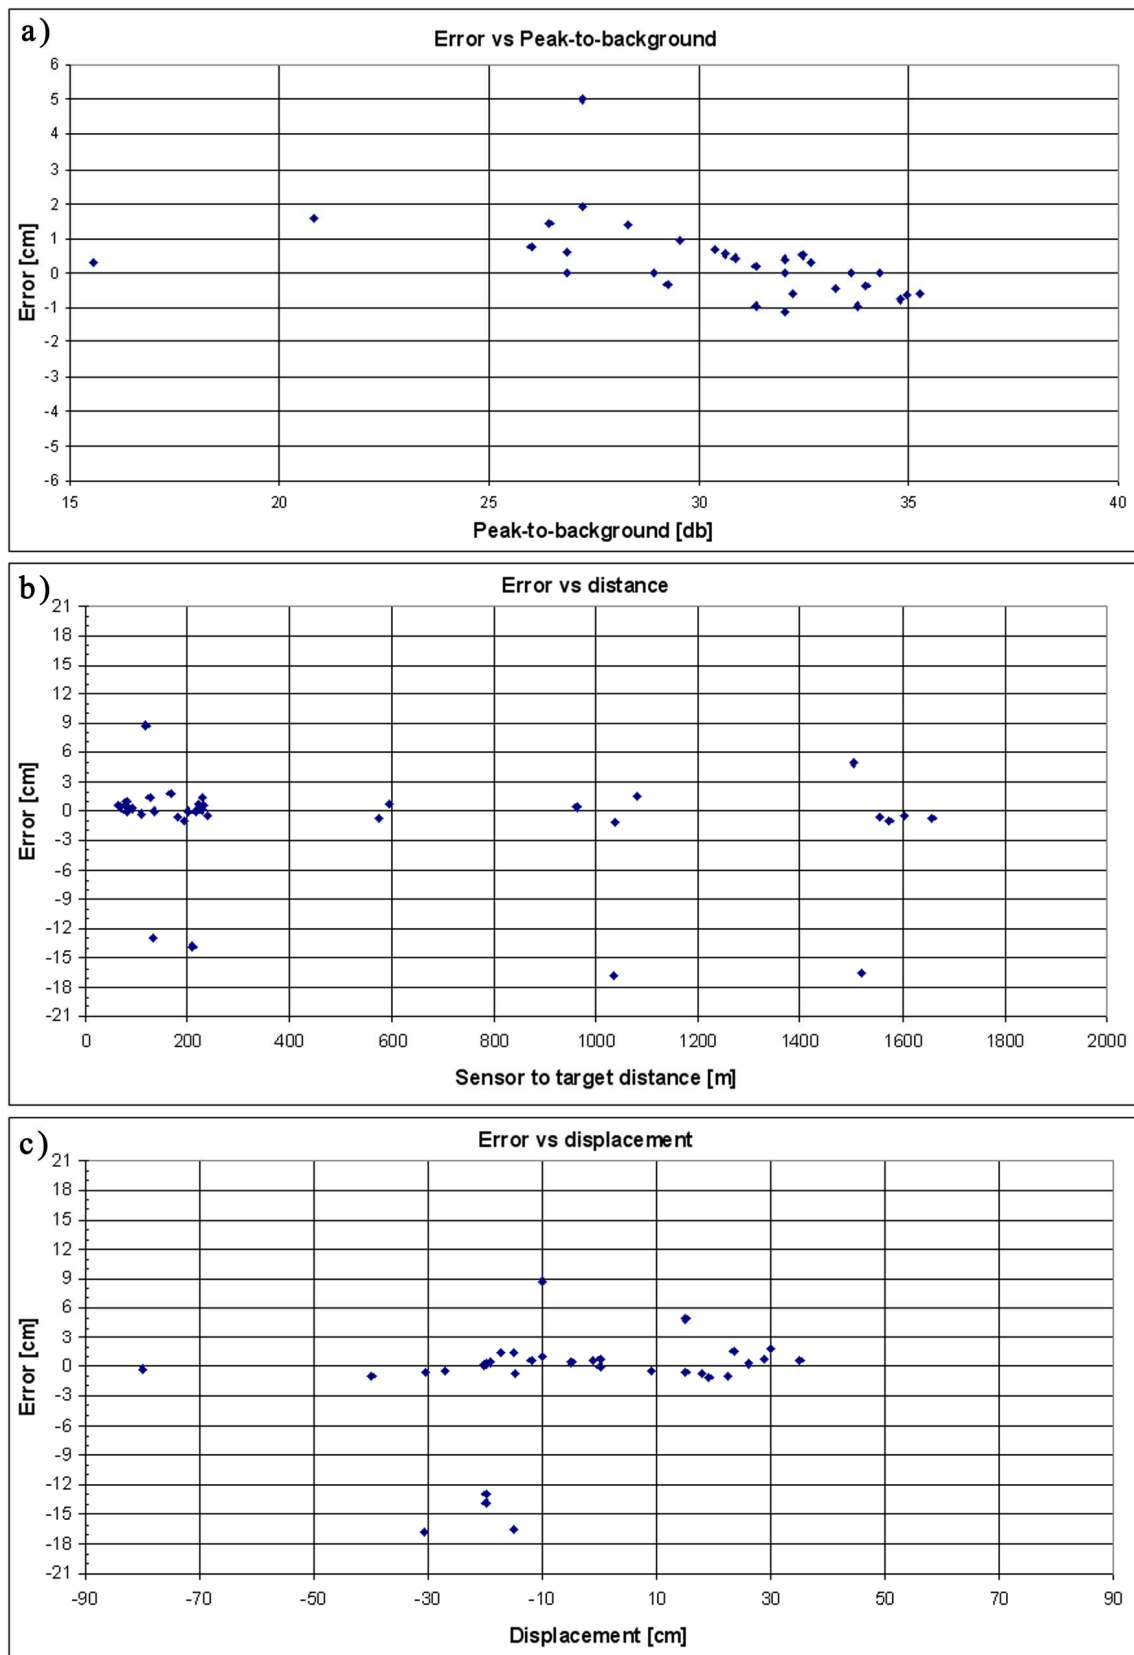 a)
Error vs Peak-to-background
6
5
4
3
2
1
0
-1
-2
-3
-4
-5
-6
Error [cm]
15 20 25 30 35 40
Peak-to-background [db]
b)
Error vs distance
21
18
15
12
9
6
3
0
-3
-6
-9
-12
-15
-18
-21
Error [cm]
0 200 400 600 800 1000 1200 1400 1600 1800 2000
Sensor to target distance [m]
c)
Error vs displacement
21
18
15
12
9
6
3
0
-3
-6
-9
-12
-15
-18
-21
Error [cm]
-90 -70 -50 -30 -10 10 30 50 70 90
Displacement [cm]